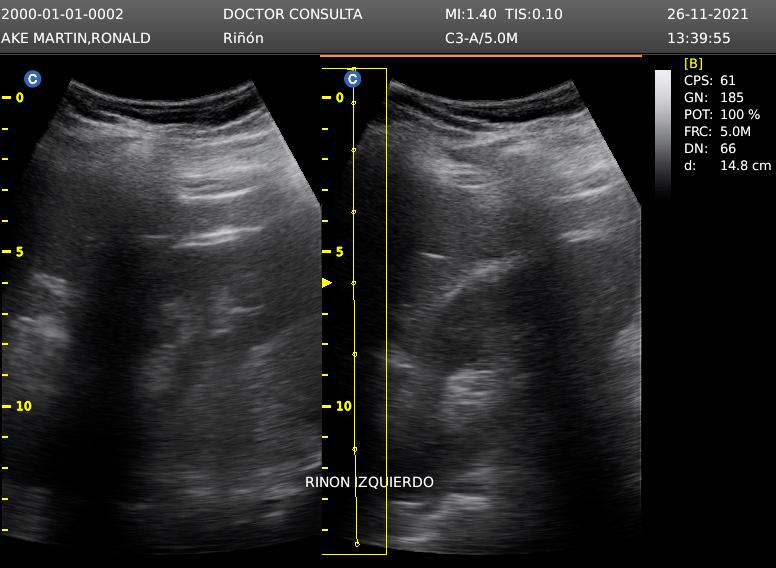 2000-01-01-0002 DOCTOR CONSULTA MI:1.40 TIS:0.10 26-11-2021
AKE MARTIN,RONALD Riñón C3-A/5.0M 13:39:55
[B]
CPS: 61
GN: 185
POT: 100 %
FRC: 5.0M
DN: 66
d: 14.8 cm
C C
0 0
5 5
10 10
RINON IZQUIERDO